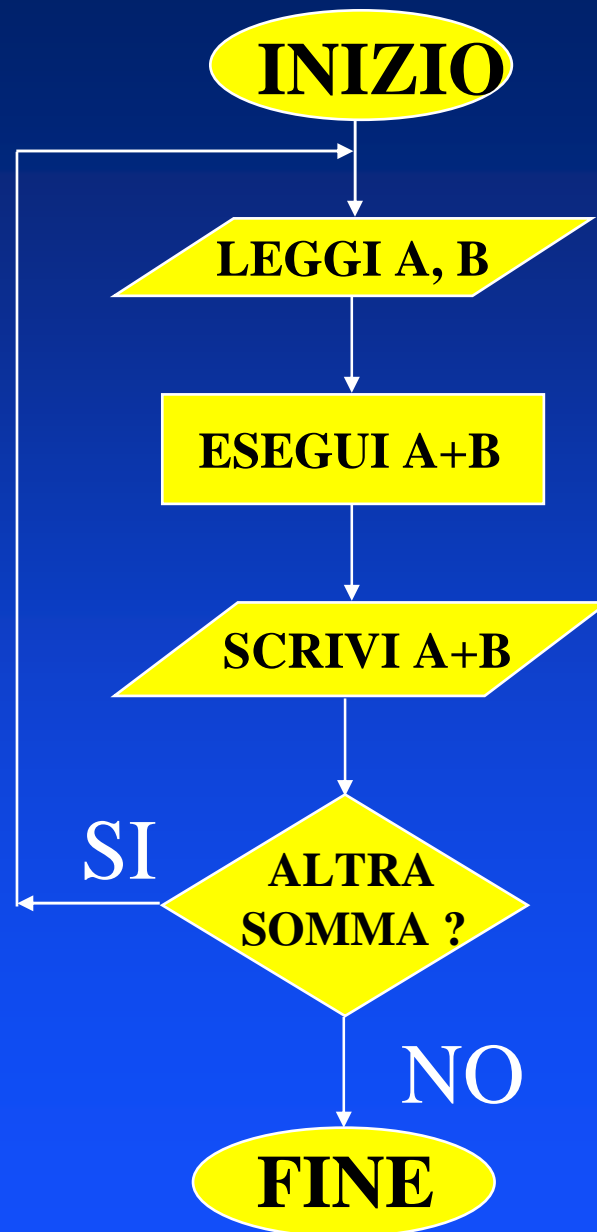 INIZIO
LEGGI A, B
ESEGUI A+B
SCRIVI A+B
SI
ALTRA
SOMMA ?
NO
FINE